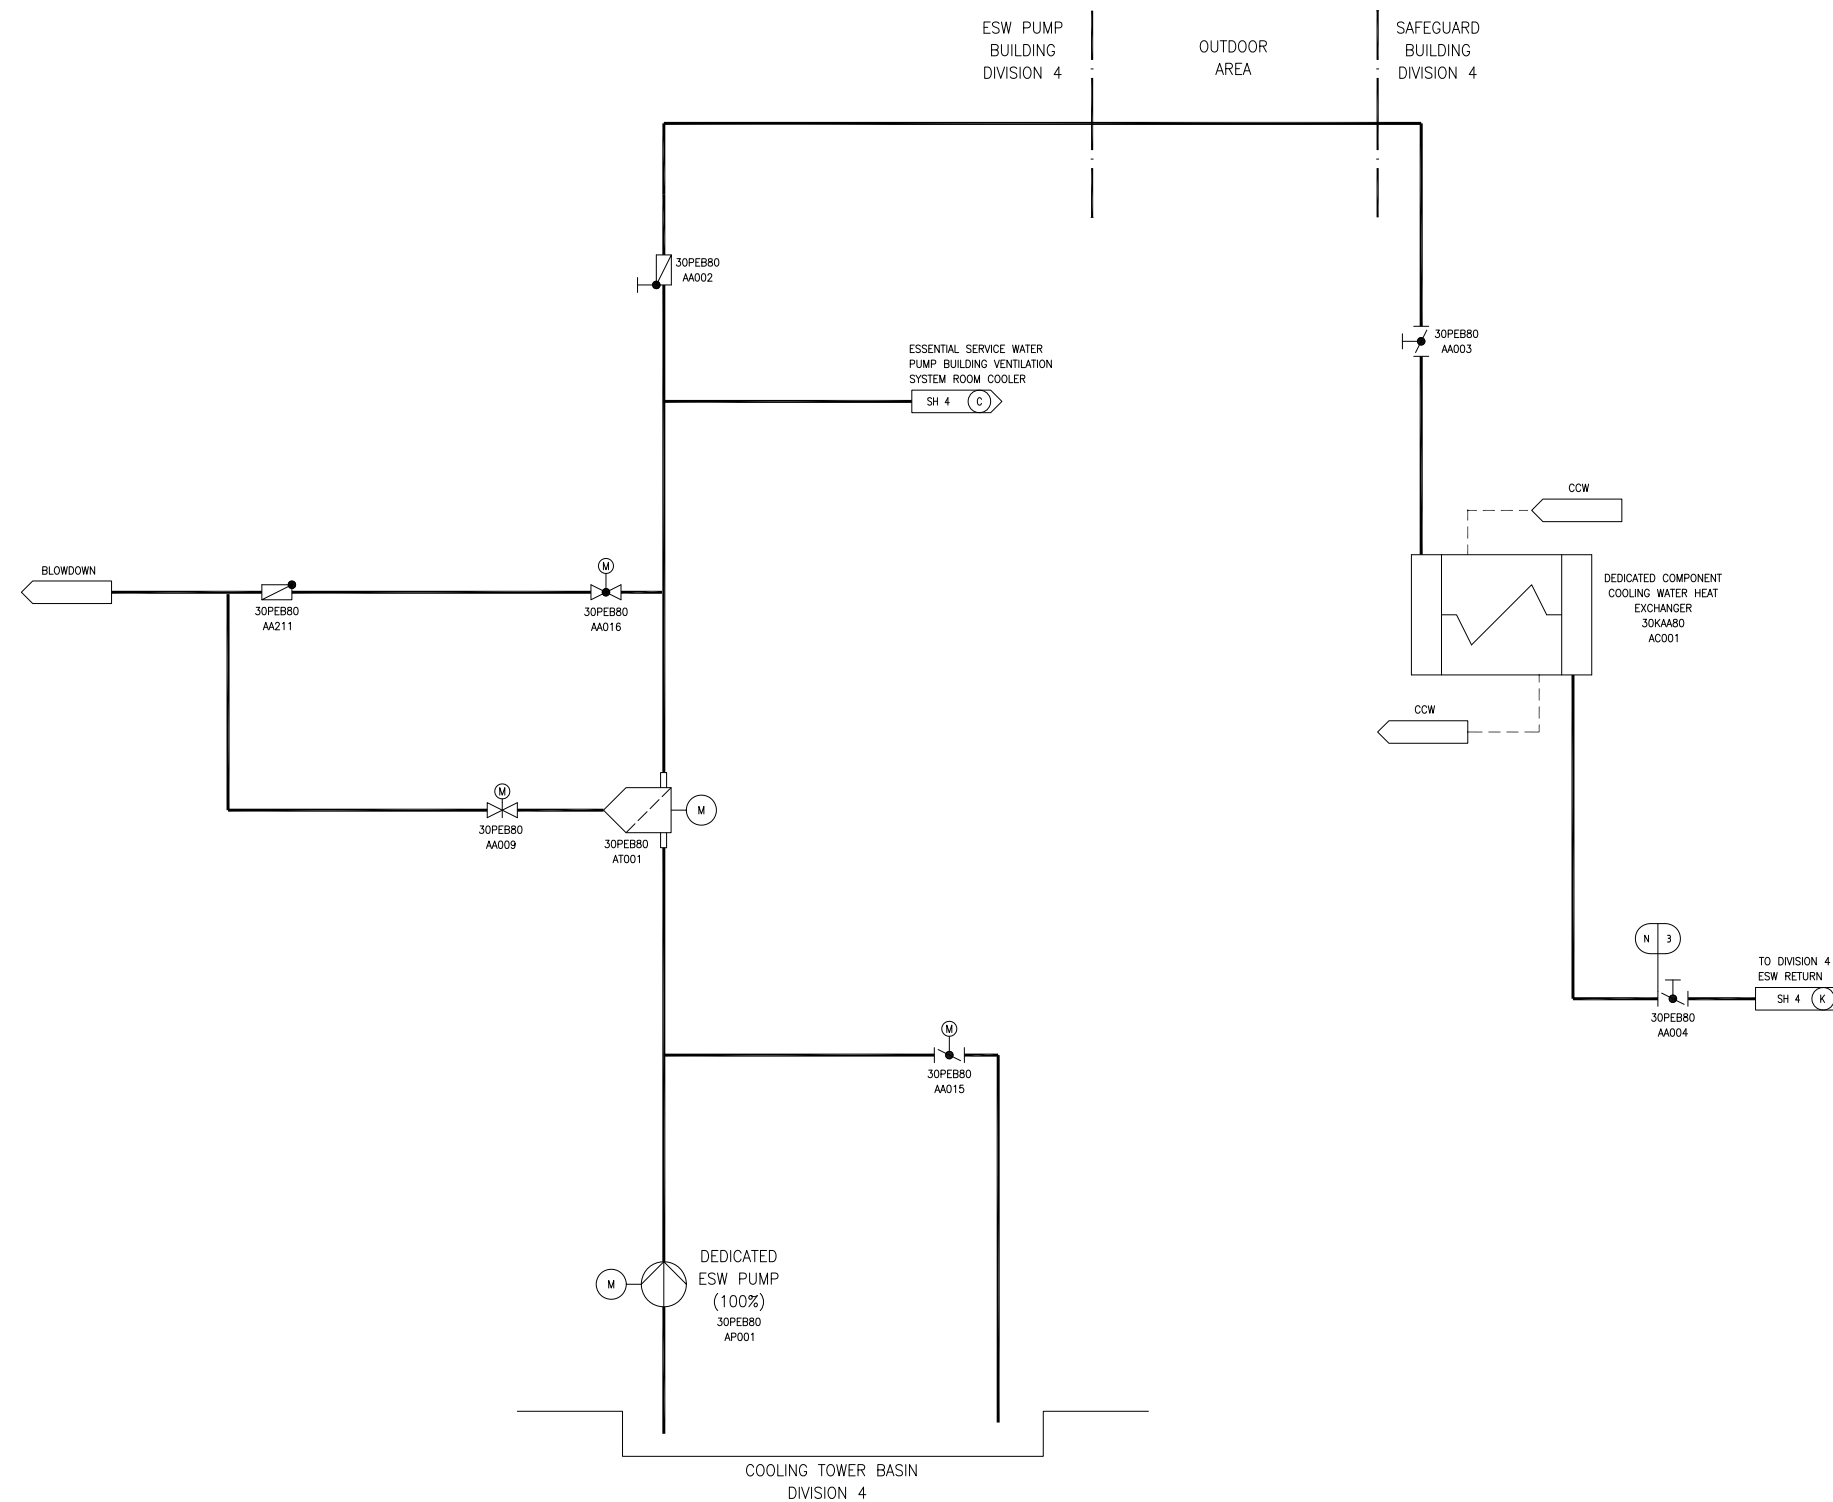 ESW PUMP
BUILDING
DIVISION 4
OUTDOOR
AREA
SAFEGUARD
BUILDING
DIVISION 4
30PEB80
AA002
30PEB80
AA003
ESSENTIAL SERVICE WATER
PUMP BUILDING VENTILATION
SYSTEM ROOM COOLER
SH 4 C
CCW
BLOWDOWN
M
30PEB80
AA211
30PEB80
AA016
DEDICATED COMPONENT
COOLING WATER HEAT
EXCHANGER
30KAA80
AC001
CCW
M
M
30PEB80
AA009
30PEB80
AT001
N 3
TO DIVISION 4
ESW RETURN
SH 4 K
30PEB80
AA004
M
30PEB80
AA015
M
DEDICATED
ESW PUMP
(100%)
30PEB80
AP001
COOLING TOWER BASIN
DIVISION 4